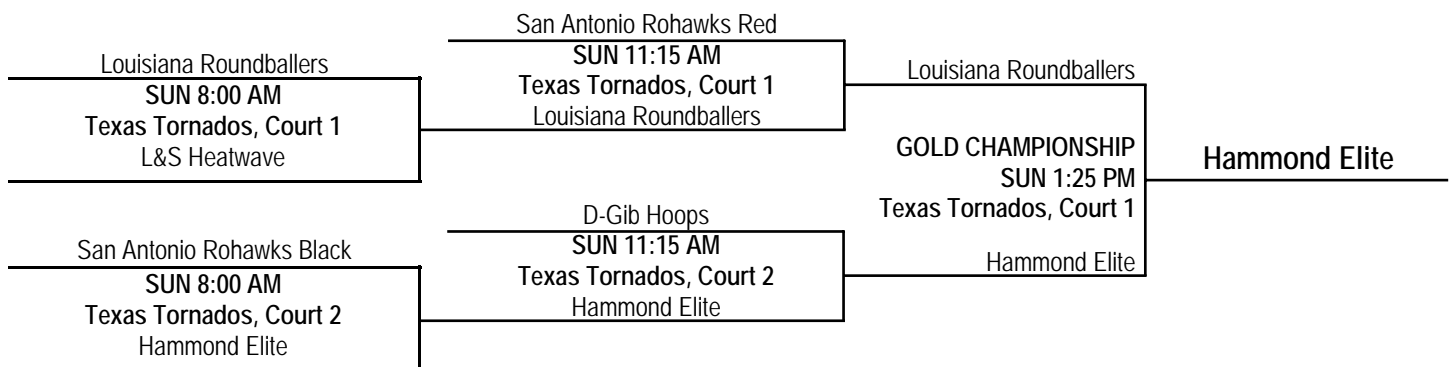 San Antonio Rohawks Red
Louisiana Roundballers
SUN 11:15 AM
Texas Tornados, Court 1
Louisiana Roundballers
SUN 8:00 AM
Texas Tornados, Court 1
L&S Heatwave
Louisiana Roundballers
GOLD CHAMPIONSHIP
SUN 1:25 PM
Texas Tornados, Court 1
Hammond Elite
D-Gib Hoops
San Antonio Rohawks Black
SUN 11:15 AM
Texas Tornados, Court 2
Hammond Elite
Hammond Elite
SUN 8:00 AM
Texas Tornados, Court 2
Hammond Elite